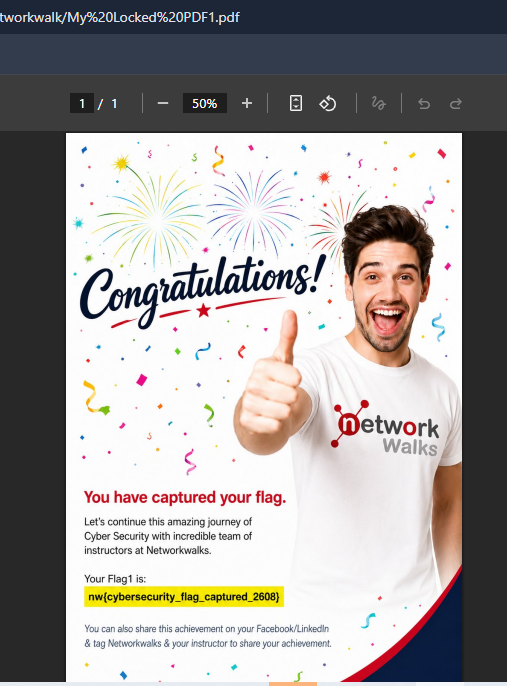 tworkwalk/My%20Locked%20PDF1.pdf
1 / 1
50%
Congratulations!
network
Walks
You have captured your flag.
Let's continue this amazing journey of
Cyber Security with incredible team of
instructors at Networkwalks.
Your Flag1 is:
nw{cybersecurity_flag_captured_2608}
You can also share this achievement on your Facebook/LinkedIn
& tag Networkwalks & your instructor to share your achievement.